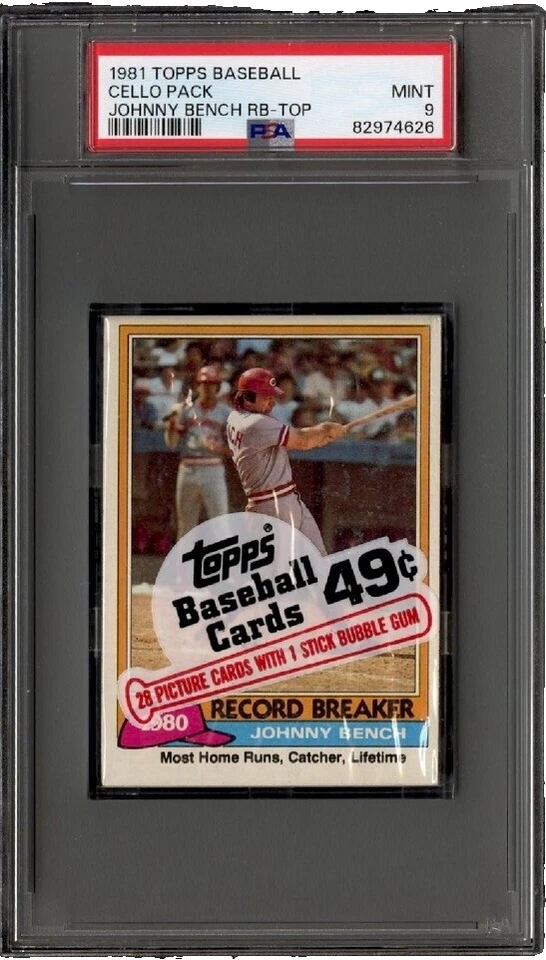 1981 TOPPS BASEBALL
CELLO PACK MINT
JOHNNY BENCH RB-TOP 9
PSA 82974626
TOPPS®
Baseball
Cards 49¢
28 PICTURE CARDS WITH 1 STICK BUBBLE GUM
1980 RECORD BREAKER
JOHNNY BENCH
Most Home Runs, Catcher, Lifetime